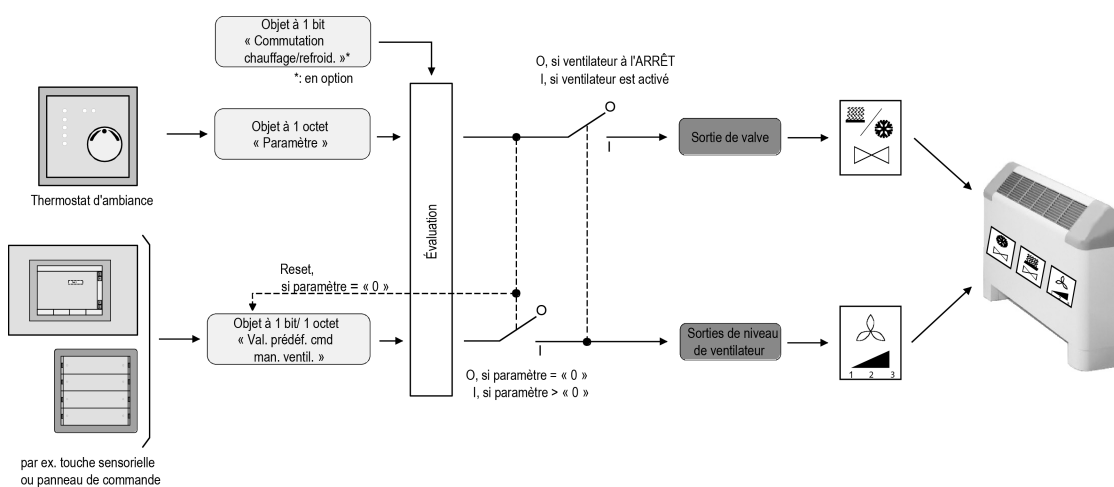 Objet à 1 bit
« Commutation
chauffage/refroid. »*
*: en option
O, si ventilateur à l'ARRÊT
I, si ventilateur est activé
O
I
Objet à 1 octet
« Paramètre »
Sortie de valve
Thermostat d'ambiance
Évaluation
Reset,
si paramètre = « 0 »
Objet à 1 bit/ 1 octet
« Val. prédéf. cmd
man. ventil. »
O
I
Sorties de niveau
de ventilateur
1 2 3
O, si paramètre = « 0 »
I, si paramètre > « 0 »
par ex. touche sensorielle
ou panneau de commande